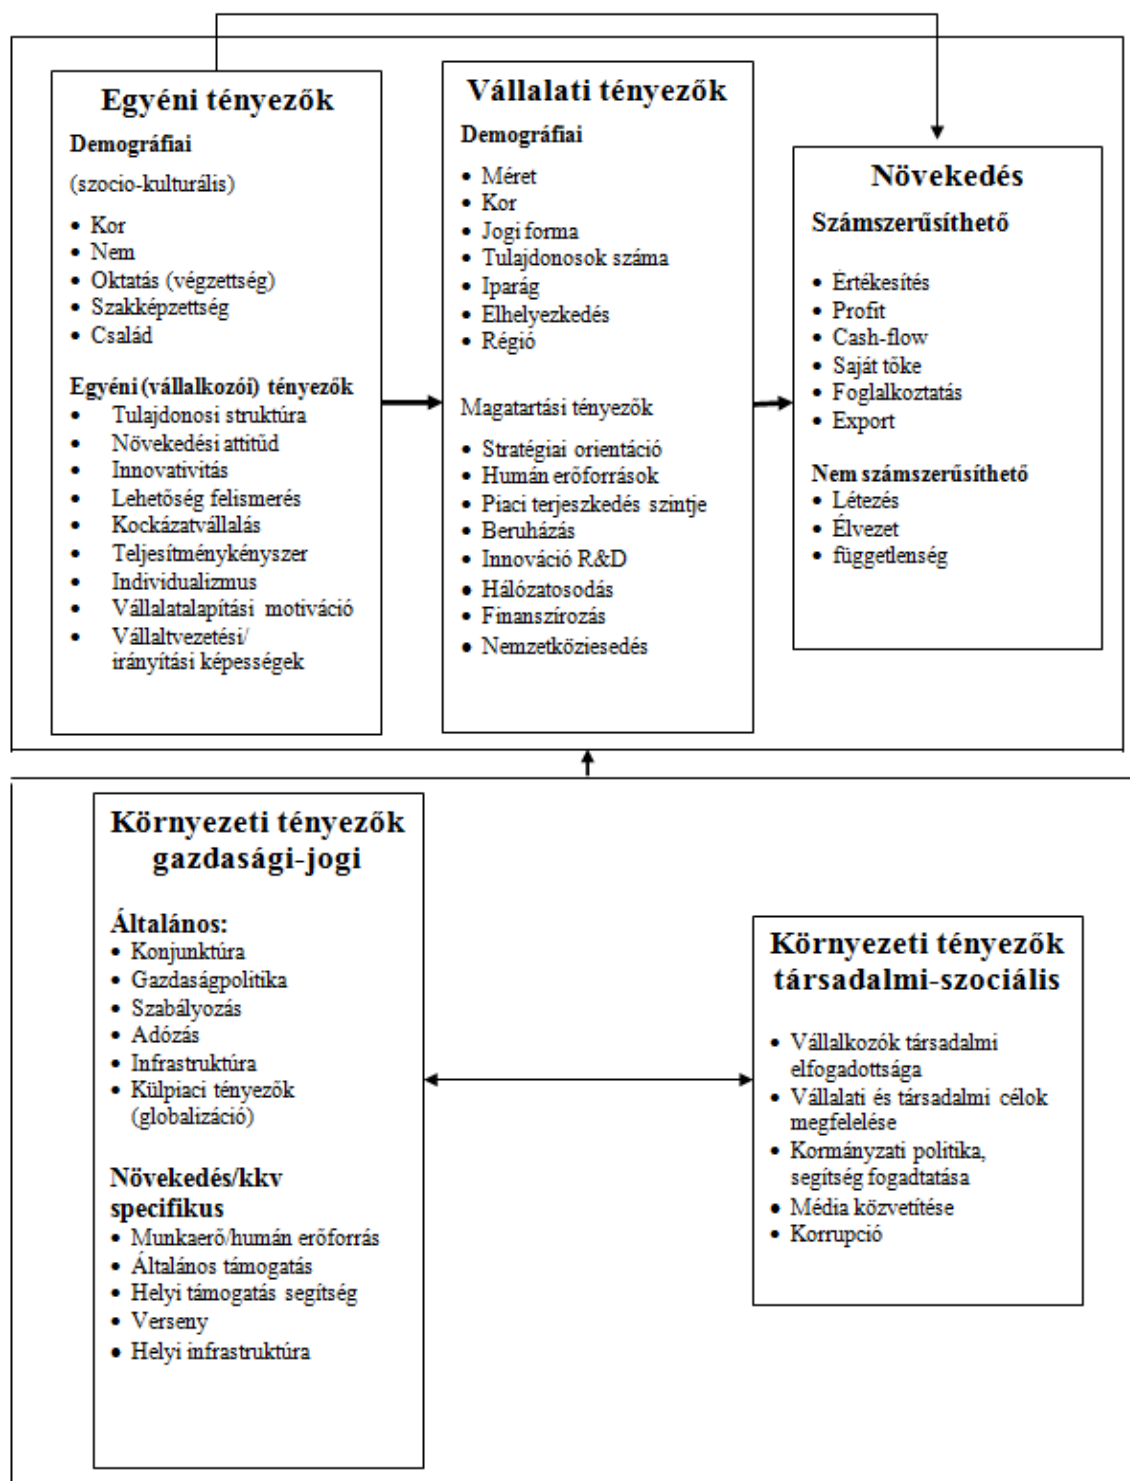 Egyéni tényezők
Demográfiai
(szocio-kulturális)
• Kor
• Nem
• Oktatás (végzettség)
• Szakképzettség
• Család
Egyéni (vállalkozói) tényezők
• Tulajdonosi struktúra
• Növekedési attitűd
• Innovativitás
• Lehetőség felismerés
• Kockázatvállalás
• Teljesítménykényszer
• Individualizmus
• Vállalatalapítási motiváció
• Vállaltvezetési/
irányítási képességek
Vállalati tényezők
Demográfiai
• Méret
• Kor
• Jogi forma
• Tulajdonosok száma
• Iparág
• Elhelyezkedés
• Régió
Magatartási tényezők
• Stratégiai orientáció
• Humán erőforrások
• Piaci terjeszkedés szintje
• Beruházás
• Innováció R&D
• Hálózatosodás
• Finanszírozás
• Nemzetköziesedés
Növekedés
Számszerűsíthető
• Értékesítés
• Profit
• Cash-flow
• Saját tőke
• Foglalkoztatás
• Export
Nem számszerűsíthető
• Létezés
• Élvezet
• függetlenség
Környezeti tényezők
gazdasági-jogi
Általános:
• Konjunktúra
• Gazdaságpolitika
• Szabályozás
• Adózás
• Infrastruktúra
• Külpiaci tényezők
(globalizáció)
Növekedés/kkv
specifikus
• Munkaerő/humán erőforrás
• Általános támogatás
• Helyi támogatás segítség
• Verseny
• Helyi infrastruktúra
Környezeti tényezők
társadalmi-szociális
• Vállalkozók társadalmi
elfogadottsága
• Vállalati és társadalmi célok
megfelelése
• Kormányzati politika,
segítség fogadtatása
• Média közvetítése
• Korrupció